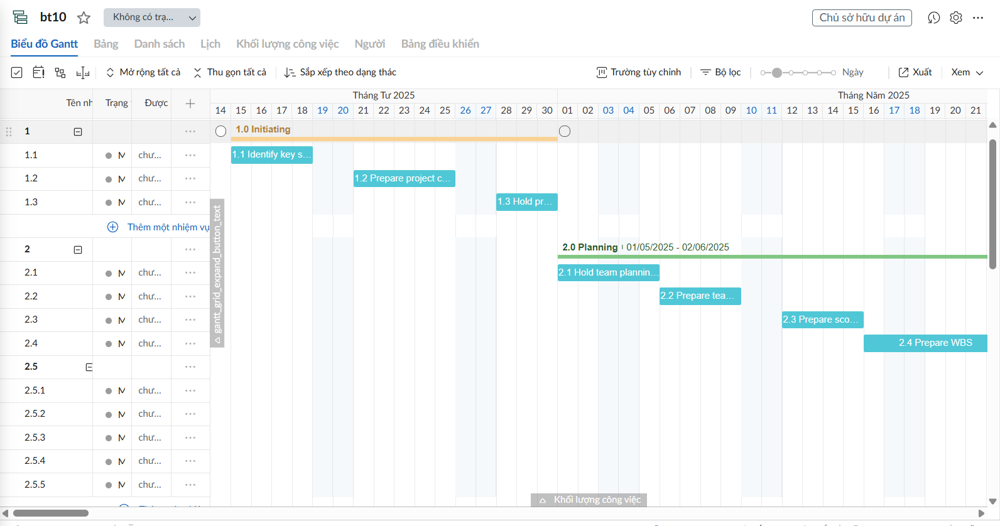 bt10 Không có trạ... Chủ sở hữu dự án
Biểu đồ Gantt Bảng Danh sách Lịch Khối lượng công việc Người Bảng điều khiển
Mở rộng tất cả Thu gọn tất cả Sắp xếp theo dạng thác Trường tùy chỉnh Bộ lọc Ngày Xuất Xem
Tháng Tư 2025 Tháng Năm 2025
Tên nh Trạng Được
14 15 16 17 18 19 20 21 22 23 24 25 26 27 28 29 30 01 02 03 04 05 06 07 08 09 10 11 12 13 14 15 16 17 18 19 20 21
1 ... 1.0 Initiating
1.1 M chư... ... 1.1 Identify key s...
1.2 M chư... ... 1.2 Prepare project c...
1.3 M chư... ... 1.3 Hold pr...
Thêm một nhiệm vụ
gantt_grid_expand_button_text
2 ... 2.0 Planning 01/05/2025 - 02/06/2025
2.1 M chư... ... 2.1 Hold team plannin...
2.2 M chư... ... 2.2 Prepare tea...
2.3 M chư... ... 2.3 Prepare sco...
2.4 M chư... ... 2.4 Prepare WBS
2.5 ...
2.5.1 M chư... ...
2.5.2 M chư... ...
2.5.3 M chư... ...
2.5.4 M chư... ...
2.5.5 M chư... ...
Khối lượng công việc